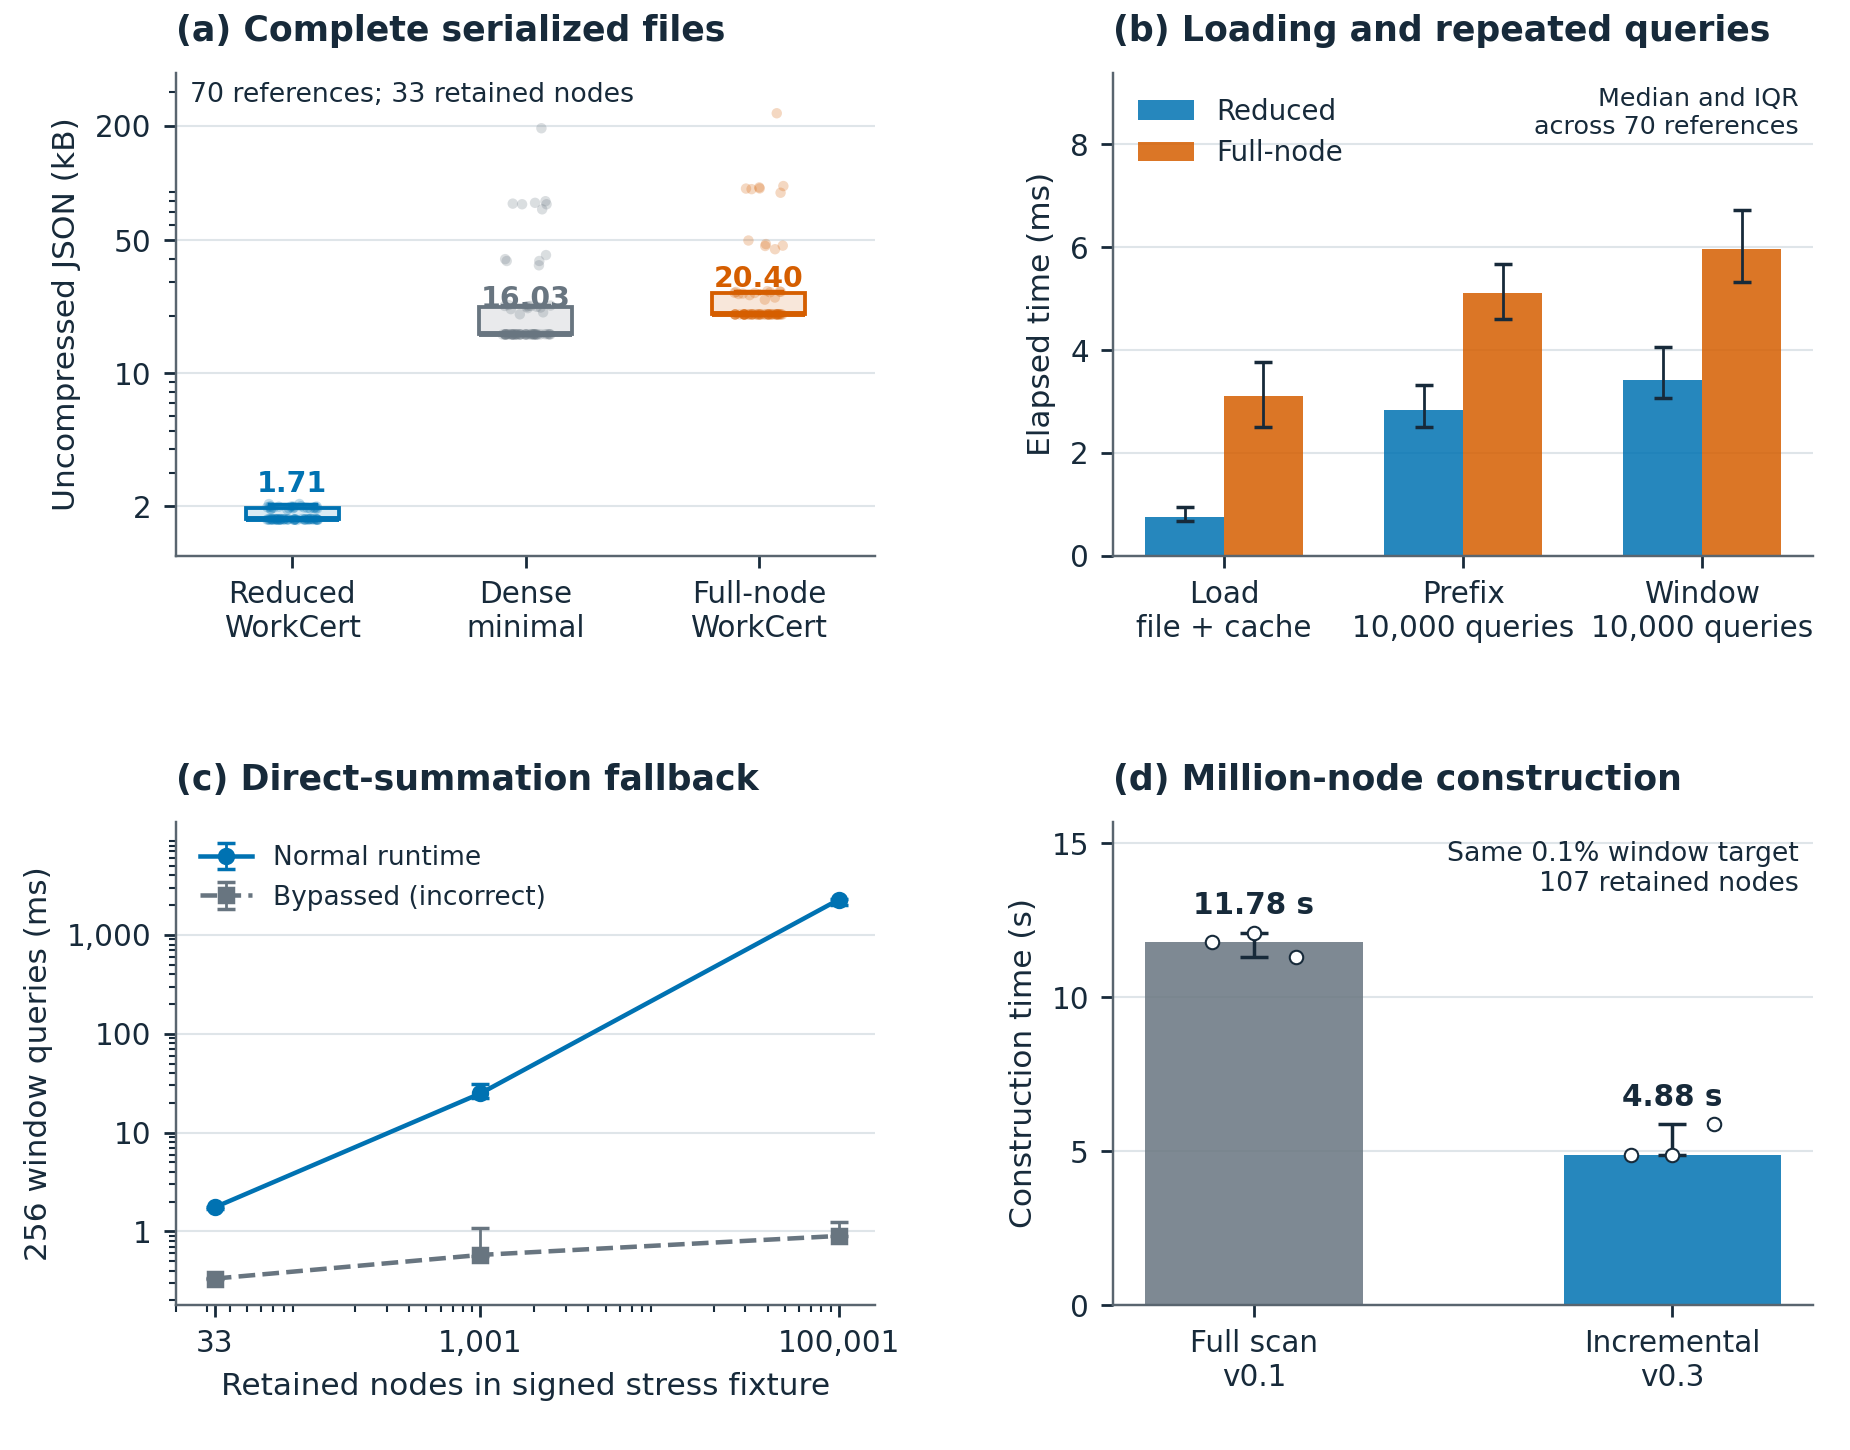 (a) Complete serialized files
70 references; 33 retained nodes
Uncompressed JSON (kB)
200
50
10
2
1.71
16.03
20.40
Reduced
WorkCert
Dense
minimal
Full-node
WorkCert
(b) Loading and repeated queries
Reduced
Full-node
Median and IQR
across 70 references
Elapsed time (ms)
8
6
4
2
0
Load
file + cache
Prefix
10,000 queries
Window
10,000 queries
(c) Direct-summation fallback
Normal runtime
Bypassed (incorrect)
256 window queries (ms)
1,000
100
10
1
33
1,001
100,001
Retained nodes in signed stress fixture
(d) Million-node construction
Same 0.1% window target
107 retained nodes
Construction time (s)
15
10
5
0
11.78 s
4.88 s
Full scan
v0.1
Incremental
v0.3